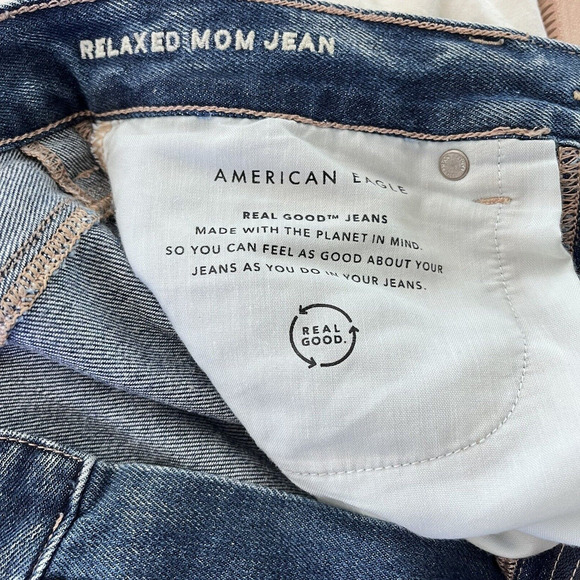 RELAXED MOM JEAN
AMERICAN EAGLE
REAL GOOD™ JEANS
MADE WITH THE PLANET IN MIND.
SO YOU CAN FEEL AS GOOD ABOUT YOUR
JEANS AS YOU DO IN YOUR JEANS.
REAL
GOOD.